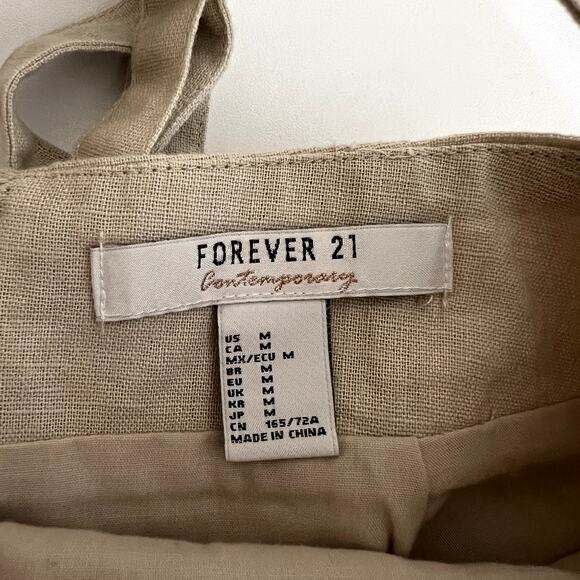 FOREVER 21
Contemporary
US M
CA M
MX/ECU M
BR M
EU M
UK M
KR M
JP M
CN 165/72A
MADE IN CHINA